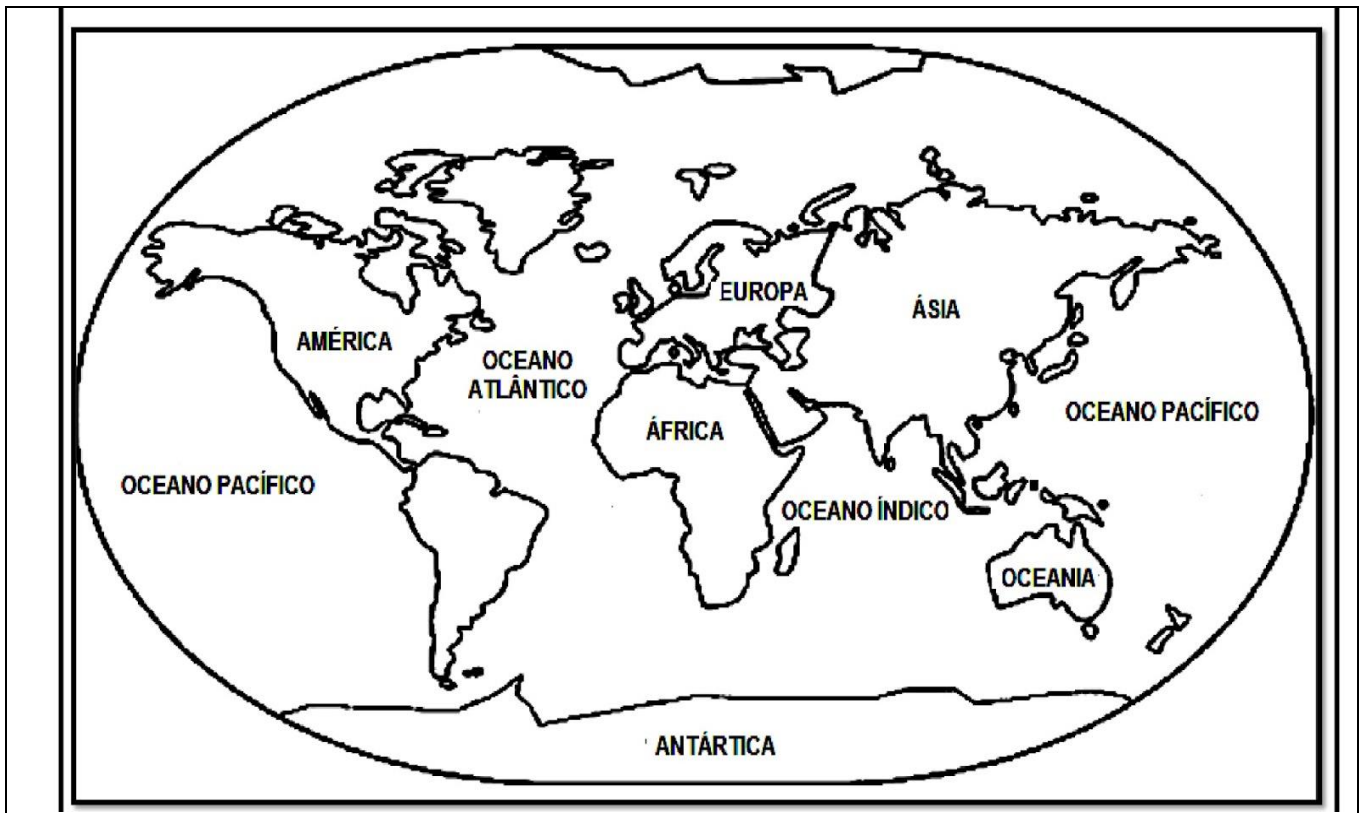 EUROPA
ÁSIA
AMÉRICA
OCEANO
ATLÂNTICO
OCEANO PACÍFICO
ÁFRICA
OCEANO PACÍFICO
OCEANO ÍNDICO
OCEANIA
ANTÁRTICA